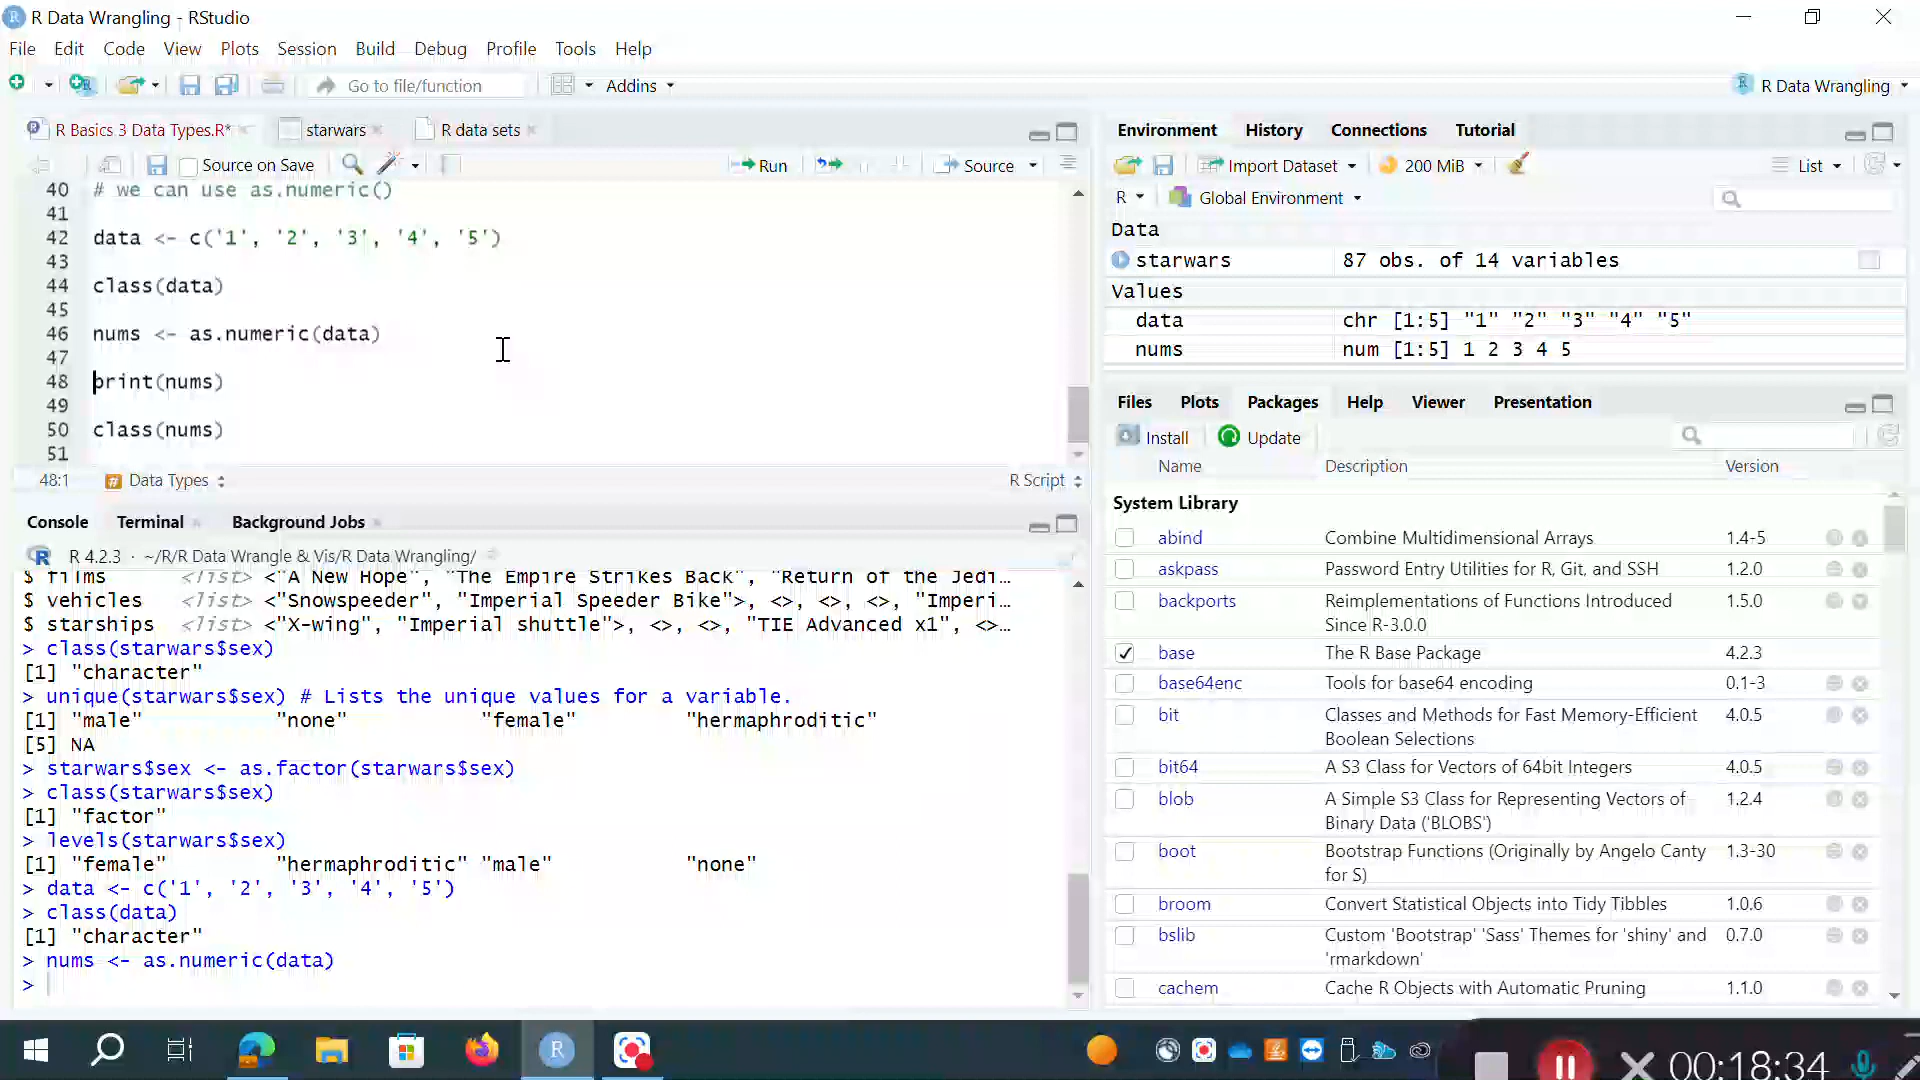 R Data Wrangling - RStudio
File Edit Code View Plots Session Build Debug Profile Tools Help
Go to file/function Addins R Data Wrangling
R Basics 3 Data Types.R* starwars R data sets
Source on Save Run Source
40 # we can use as.numeric()
41
42 data <- c('1', '2', '3', '4', '5')
43
44 class(data)
45
46 nums <- as.numeric(data)
47
48 print(nums)
49
50 class(nums)
51
48:1 Data Types R Script
Console Terminal Background Jobs
R 4.2.3 · ~/R/R Data Wrangle & Vis/R Data Wrangling/
$ films <list> <"A New Hope", "The Empire Strikes Back", "Return of the Jedi…
$ vehicles <list> <"Snowspeeder", "Imperial Speeder Bike">, <>, <>, <>, "Imperi…
$ starships <list> <"X-wing", "Imperial shuttle">, <>, <>, "TIE Advanced x1", <>…
> class(starwars$sex)
[1] "character"
> unique(starwars$sex) # Lists the unique values for a variable.
[1] "male" "none" "female" "hermaphroditic"
[5] NA
> starwars$sex <- as.factor(starwars$sex)
> class(starwars$sex)
[1] "factor"
> levels(starwars$sex)
[1] "female" "hermaphroditic" "male" "none"
> data <- c('1', '2', '3', '4', '5')
> class(data)
[1] "character"
> nums <- as.numeric(data)
>
Environment History Connections Tutorial
Import Dataset 200 MiB List
R Global Environment
Data
starwars 87 obs. of 14 variables
Values
data chr [1:5] "1" "2" "3" "4" "5"
nums num [1:5] 1 2 3 4 5
Files Plots Packages Help Viewer Presentation
Install Update
Name Description Version
System Library
abind Combine Multidimensional Arrays 1.4-5
askpass Password Entry Utilities for R, Git, and SSH 1.2.0
backports Reimplementations of Functions Introduced 1.5.0
Since R-3.0.0
base The R Base Package 4.2.3
base64enc Tools for base64 encoding 0.1-3
bit Classes and Methods for Fast Memory-Efficient 4.0.5
Boolean Selections
bit64 A S3 Class for Vectors of 64bit Integers 4.0.5
blob A Simple S3 Class for Representing Vectors of 1.2.4
Binary Data ('BLOBS')
boot Bootstrap Functions (Originally by Angelo Canty 1.3-30
for S)
broom Convert Statistical Objects into Tidy Tibbles 1.0.6
bslib Custom 'Bootstrap' 'Sass' Themes for 'shiny' and 0.7.0
'rmarkdown'
cachem Cache R Objects with Automatic Pruning 1.1.0
00:18:34